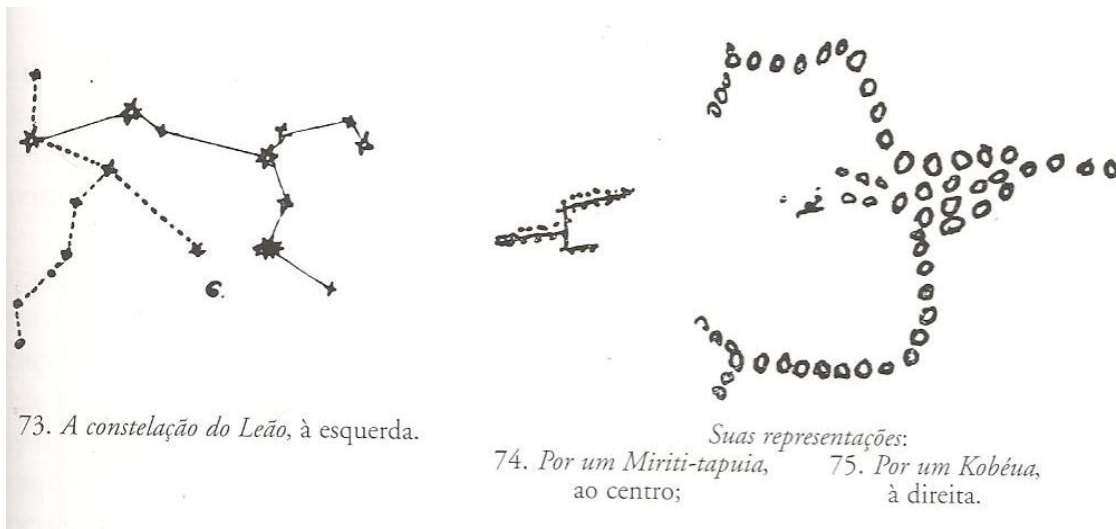 6.
73. A constelação do Leão, à esquerda.
Suas representações:
74. Por um Miriti-tapuia,
ao centro;
75. Por um Kobéua,
à direita.